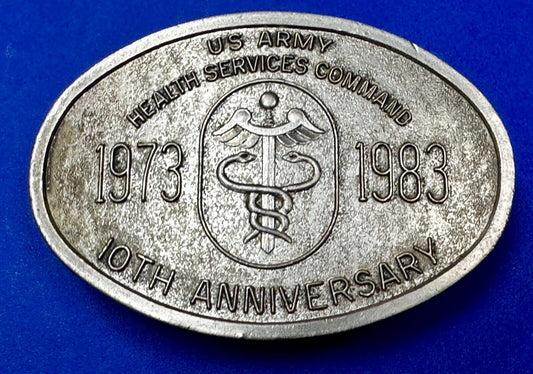 US ARMY
HEALTH SERVICES COMMAND
1973 1983
10TH ANNIVERSARY